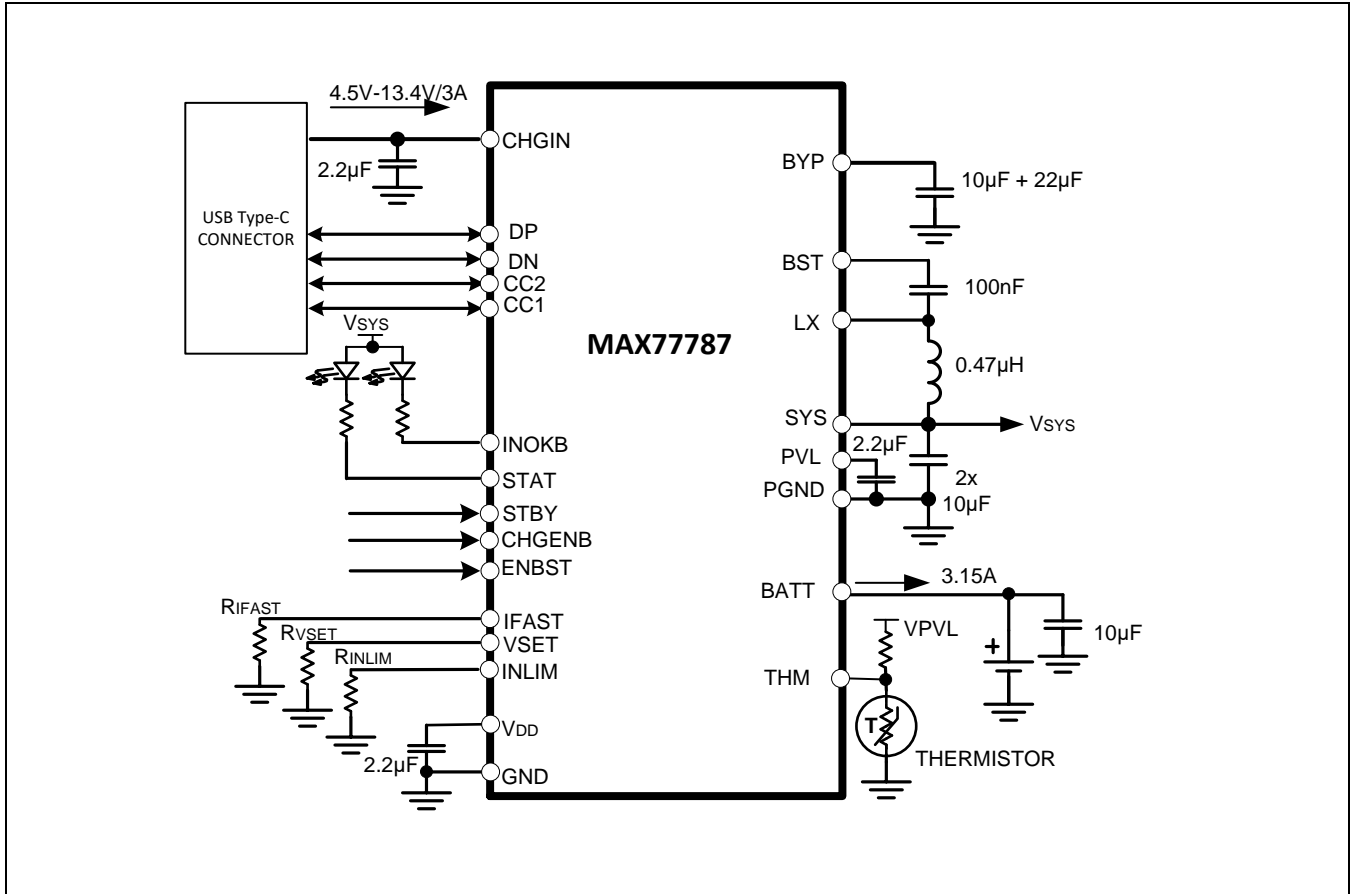 4.5V-13.4V/3A
CHGIN
2.2µF
USB Type-C
CONNECTOR
DP
DN
CC2
CC1
VSYS
INOKB
STAT
STBY
CHGENB
ENBST
RIFAST
IFAST
RVSET
VSET
RINLIM
INLIM
VDD
2.2µF
GND
MAX77787
BYP
10µF + 22µF
BST
100nF
LX
0.47µH
SYS
VSYS
2.2µF
PVL
2x
10µF
PGND
BATT
3.15A
VPVL
+
10µF
THM
T
THERMISTOR